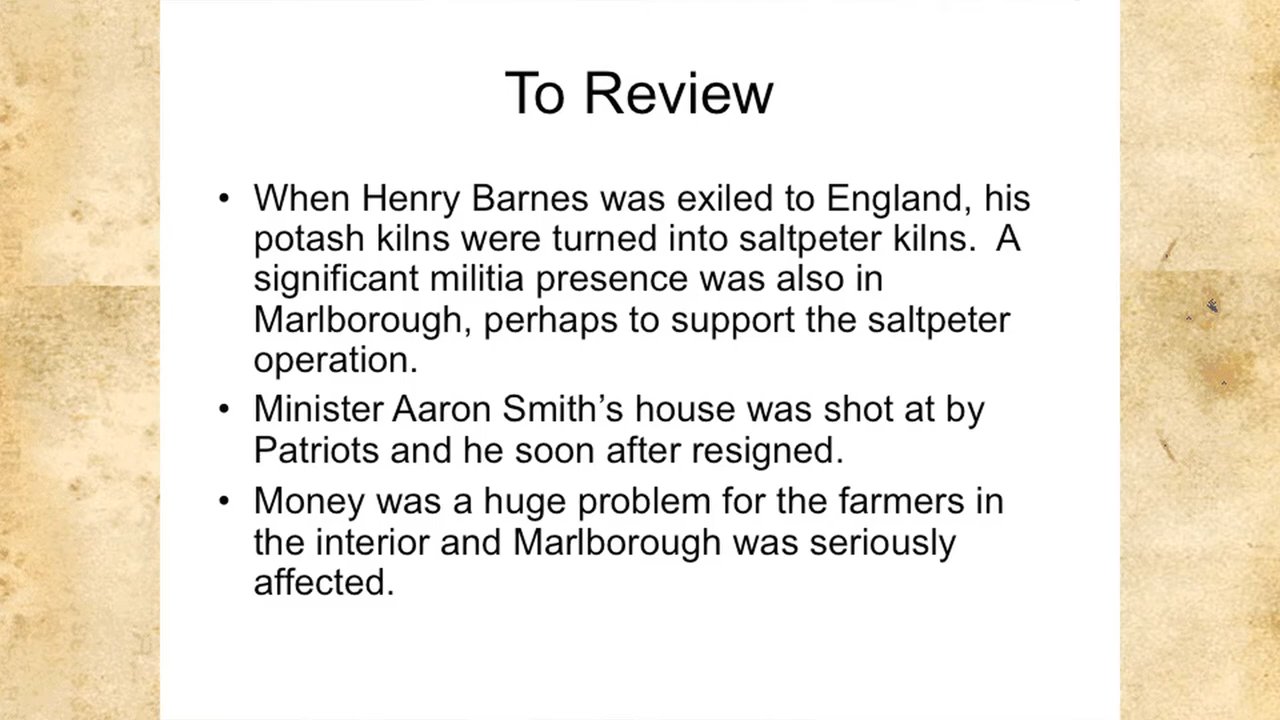 To Review
• When Henry Barnes was exiled to England, his
potash kilns were turned into saltpeter kilns.  A
significant militia presence was also in
Marlborough, perhaps to support the saltpeter
operation.
• Minister Aaron Smith’s house was shot at by
Patriots and he soon after resigned.
• Money was a huge problem for the farmers in
the interior and Marlborough was seriously
affected.